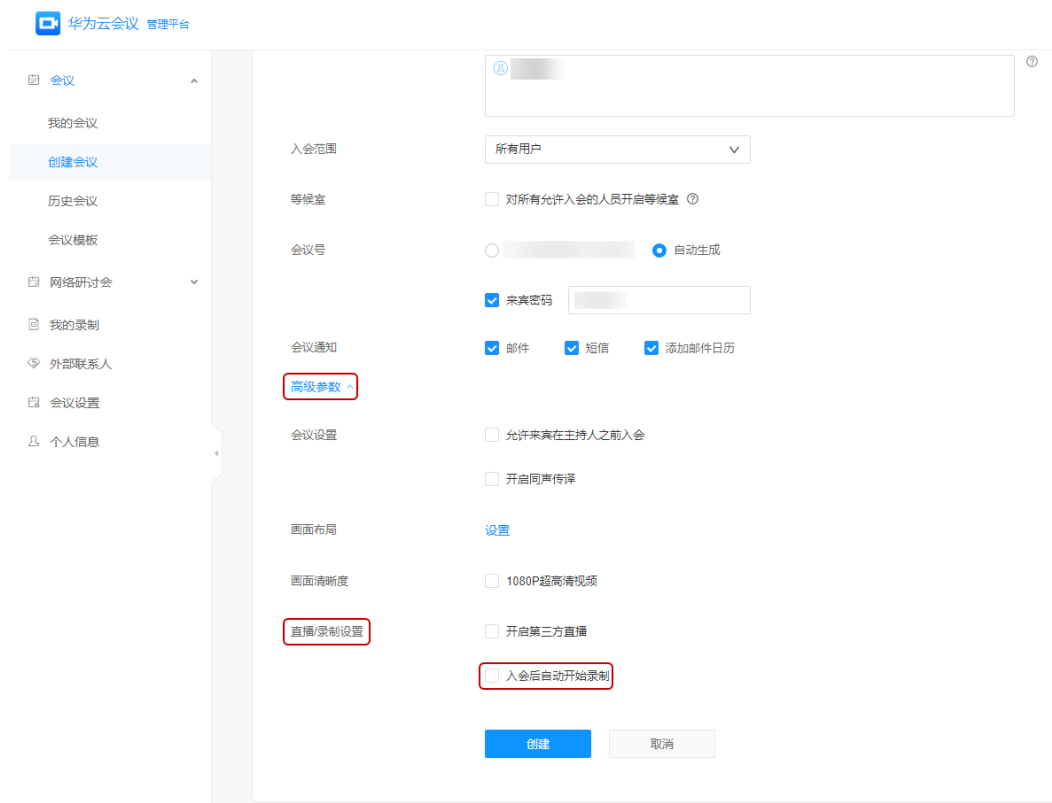 华为云会议 管理平台
会议
我的会议
创建会议
历史会议
会议模板
网络研讨会
我的录制
外部联系人
会议设置
个人信息
入会范围 所有用户
等候室 对所有允许入会的人员开启等候室
会议号 自动生成
来宾密码
会议通知 邮件 短信 添加邮件日历
高级参数
会议设置 允许来宾在主持人之前入会
开启同声传译
画面布局 设置
画面清晰度 1080P超高清视频
直播/录制设置 开启第三方直播
入会后自动开始录制
创建 取消